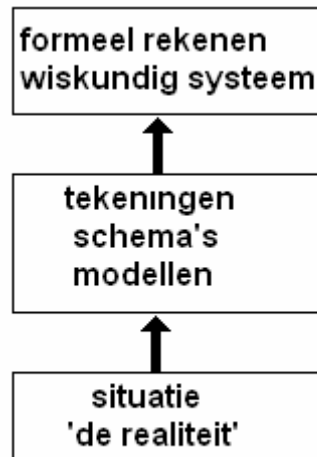 formeel rekenen
wiskundig systeem
tekeningen
schema's
modellen
situatie
'de realiteit'